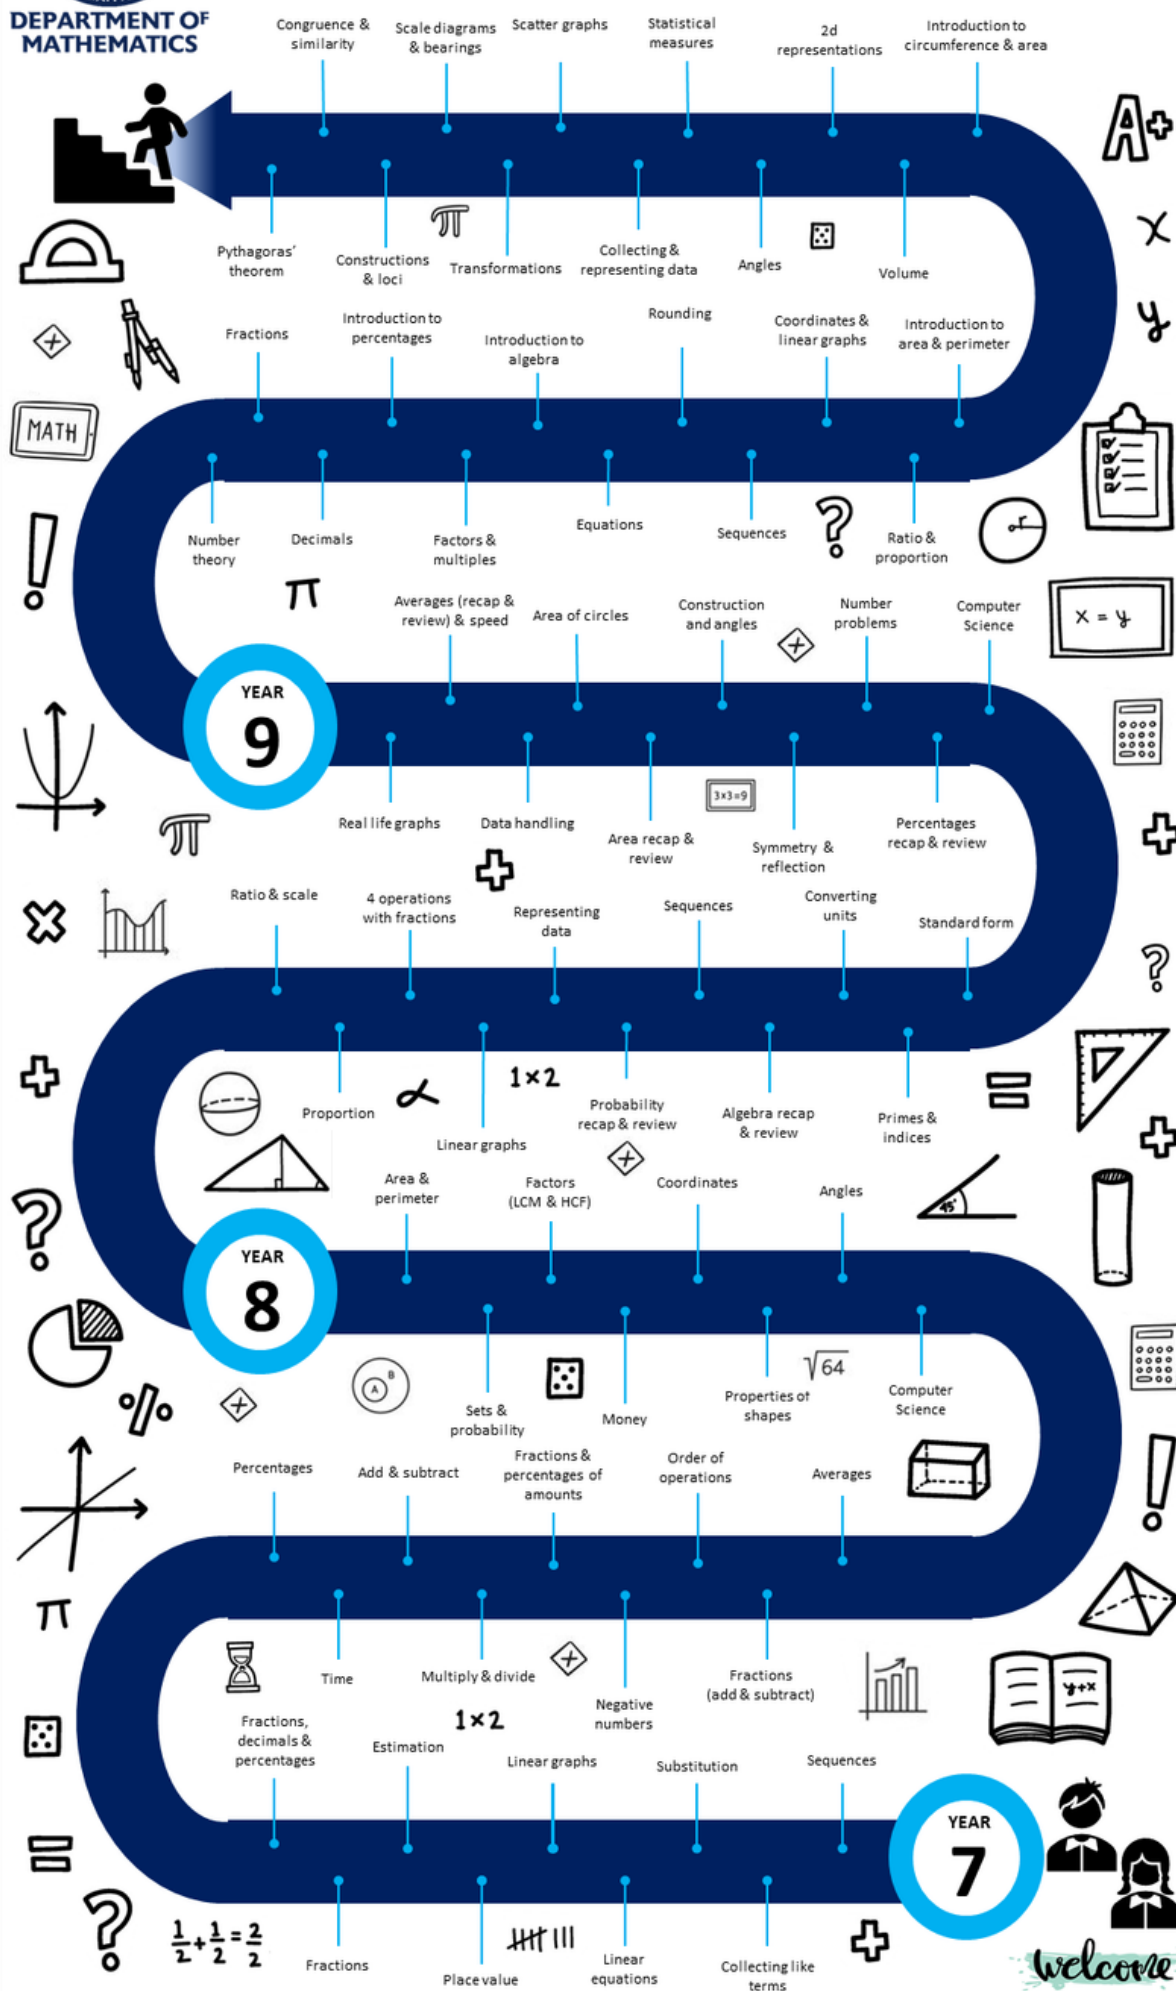 DEPARTMENT OF
MATHEMATICS
Congruence &
similarity
Scale diagrams
& bearings
Scatter graphs
Statistical
measures
2d
representations
Introduction to
circumference & area
A+
Pythagoras'
theorem
Constructions
& loci
π
Transformations
Collecting &
representing data
Angles
Volume
x
y
Fractions
Introduction to
percentages
Introduction to
algebra
Rounding
Coordinates &
linear graphs
Introduction to
area & perimeter
+
MATH
Number
theory
Decimals
Factors &
multiples
Equations
Sequences
?
Ratio &
proportion
r
!
π
Averages (recap &
review) & speed
Area of circles
Construction
and angles
+
Number
problems
Computer
Science
x = y
YEAR
9
Real life graphs
Data handling
Area recap &
review
3x3=9
Symmetry &
reflection
Percentages
recap & review
π
+
+
×
Ratio & scale
4 operations
with fractions
Representing
data
Sequences
Converting
units
Standard form
?
+
Proportion
α
Linear graphs
1×2
Probability
recap & review
Algebra recap
& review
Primes &
indices
=
+
+
?
Area &
perimeter
Factors
(LCM & HCF)
Coordinates
Angles
45°
YEAR
8
A
B
Sets &
probability
Money
Properties of
shapes
√64
Computer
Science
%
+
Percentages
Add & subtract
Fractions &
percentages of
amounts
Order of
operations
Averages
!
π
Time
Multiply & divide
+
Negative
numbers
Fractions
(add & subtract)
y+x
1×2
Fractions,
decimals &
percentages
Estimation
Linear graphs
Substitution
Sequences
YEAR
7
=
?
1/2+1/2=2/2
Fractions
Place value
Linear
equations
Collecting like
terms
+
welcome